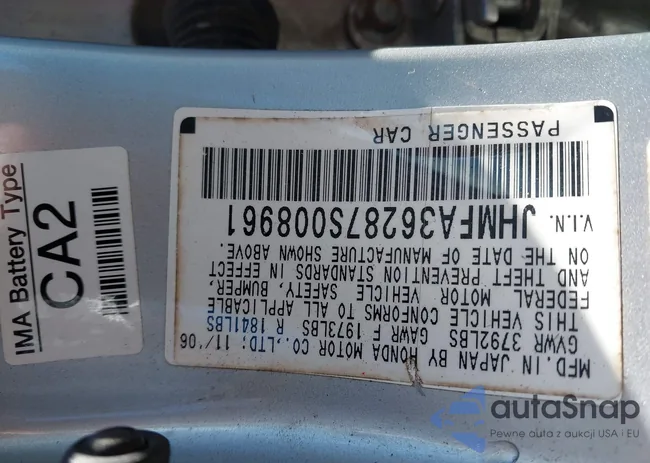 MFD. IN JAPAN BY HONDA MOTOR CO.,LTD: 11/'06
GVWR 3792LBS GAWR F 1973LBS R 1841LBS
THIS VEHICLE CONFORMS TO ALL APPLICABLE
FEDERAL MOTOR VEHICLE SAFETY, BUMPER,
AND THEFT PREVENTION STANDARDS IN EFFECT
ON THE DATE OF MANUFACTURE SHOWN ABOVE.
V.I.N. JHMFA36287S008961
PASSENGER CAR
IMA Battery Type
CA2
autaSnap
Pewne auta z aukcji USA i EU